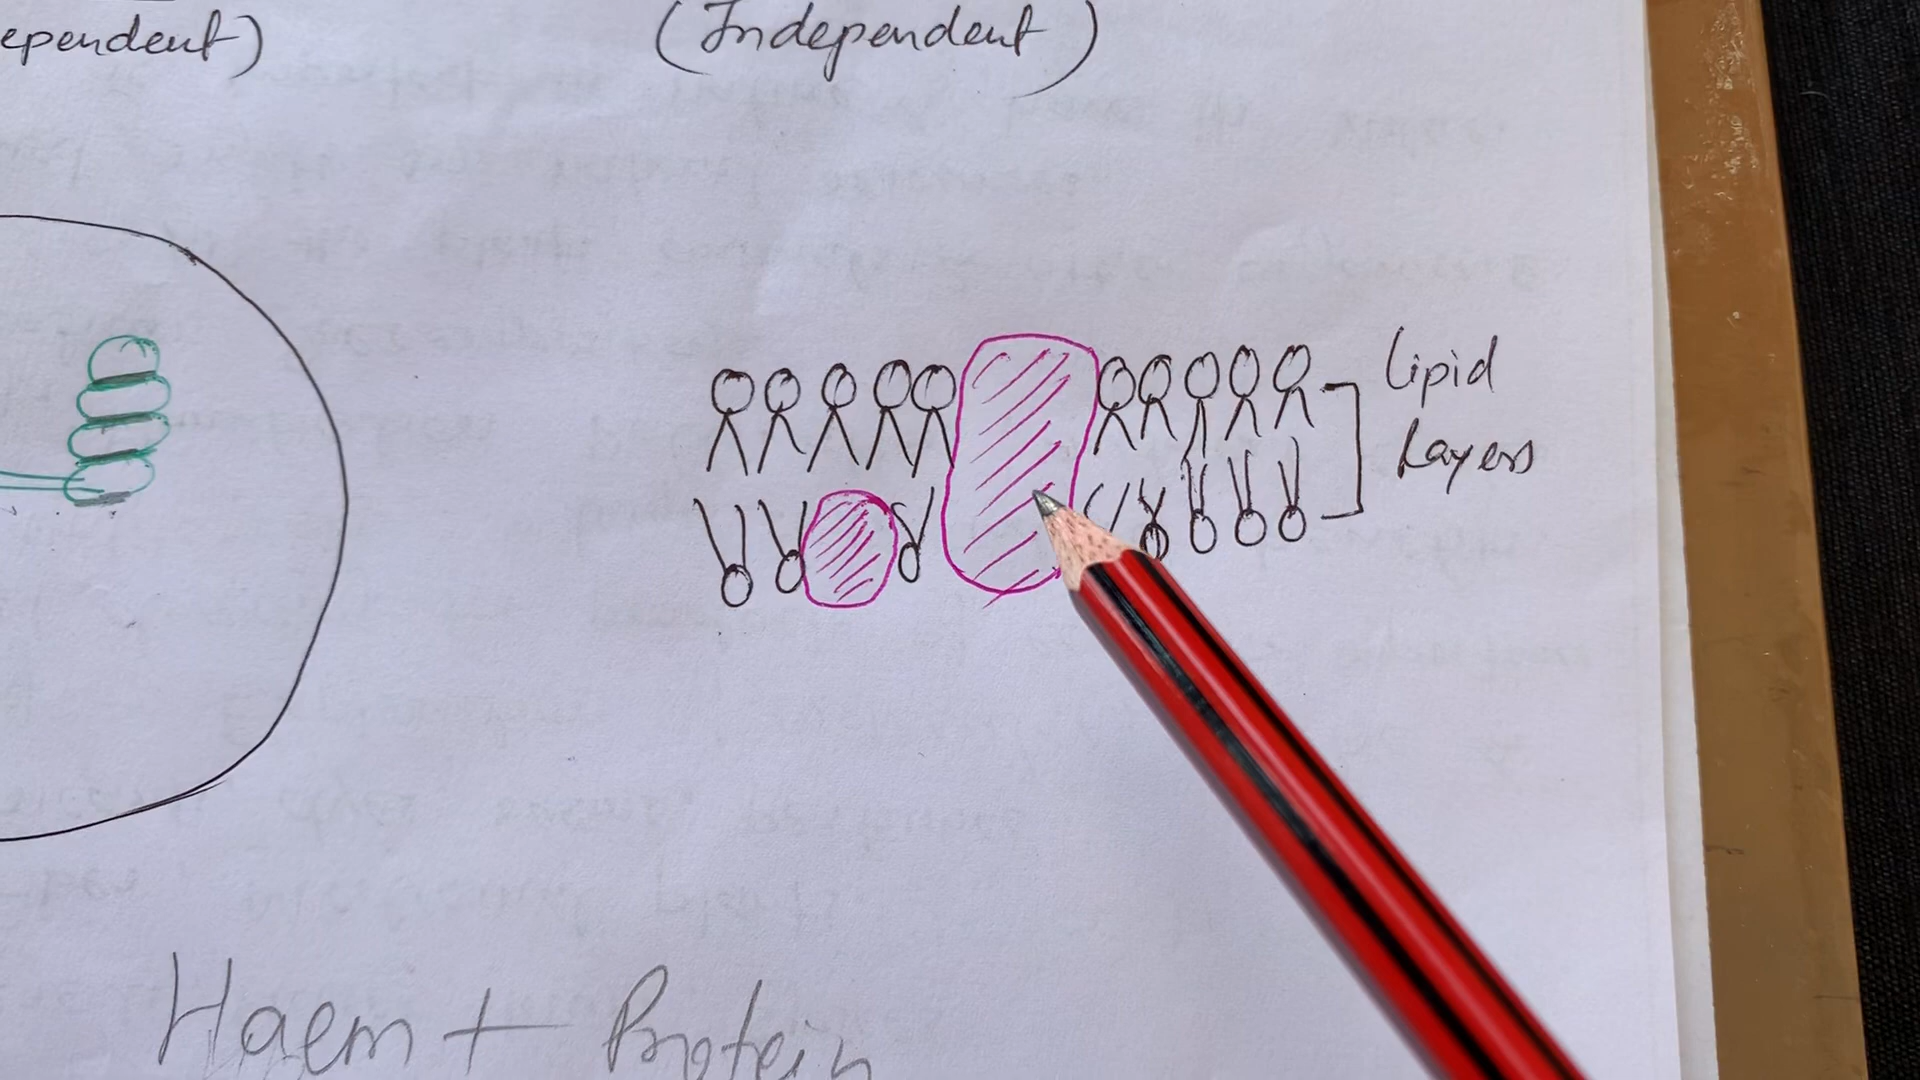 ependent)
(Independent)
Lipid
Layers
Haem + Protein